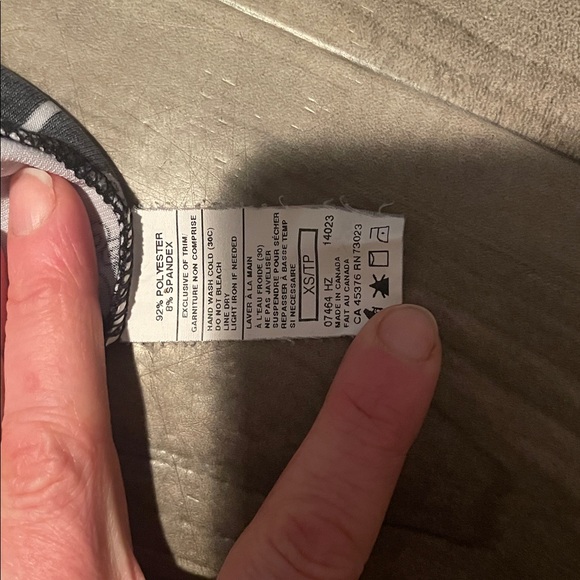 92% POLYESTER
8% SPANDEX
EXCLUSIVE OF TRIM
GARNITURE NON COMPRISE
HAND WASH COLD (30C)
DO NOT BLEACH
LINE DRY
LIGHT IRON IF NEEDED
LAVER À LA MAIN
À L'EAU FROIDE (30)
NE PAS JAVELISER
SUSPENDRE POUR SÉCHER
REPASSER À BASSE TEMP
SI NECESSAIRE
XS/TP
07464 HZ 14023
MADE IN CANADA
FAIT AU CANADA
CA 45376 RN 73023